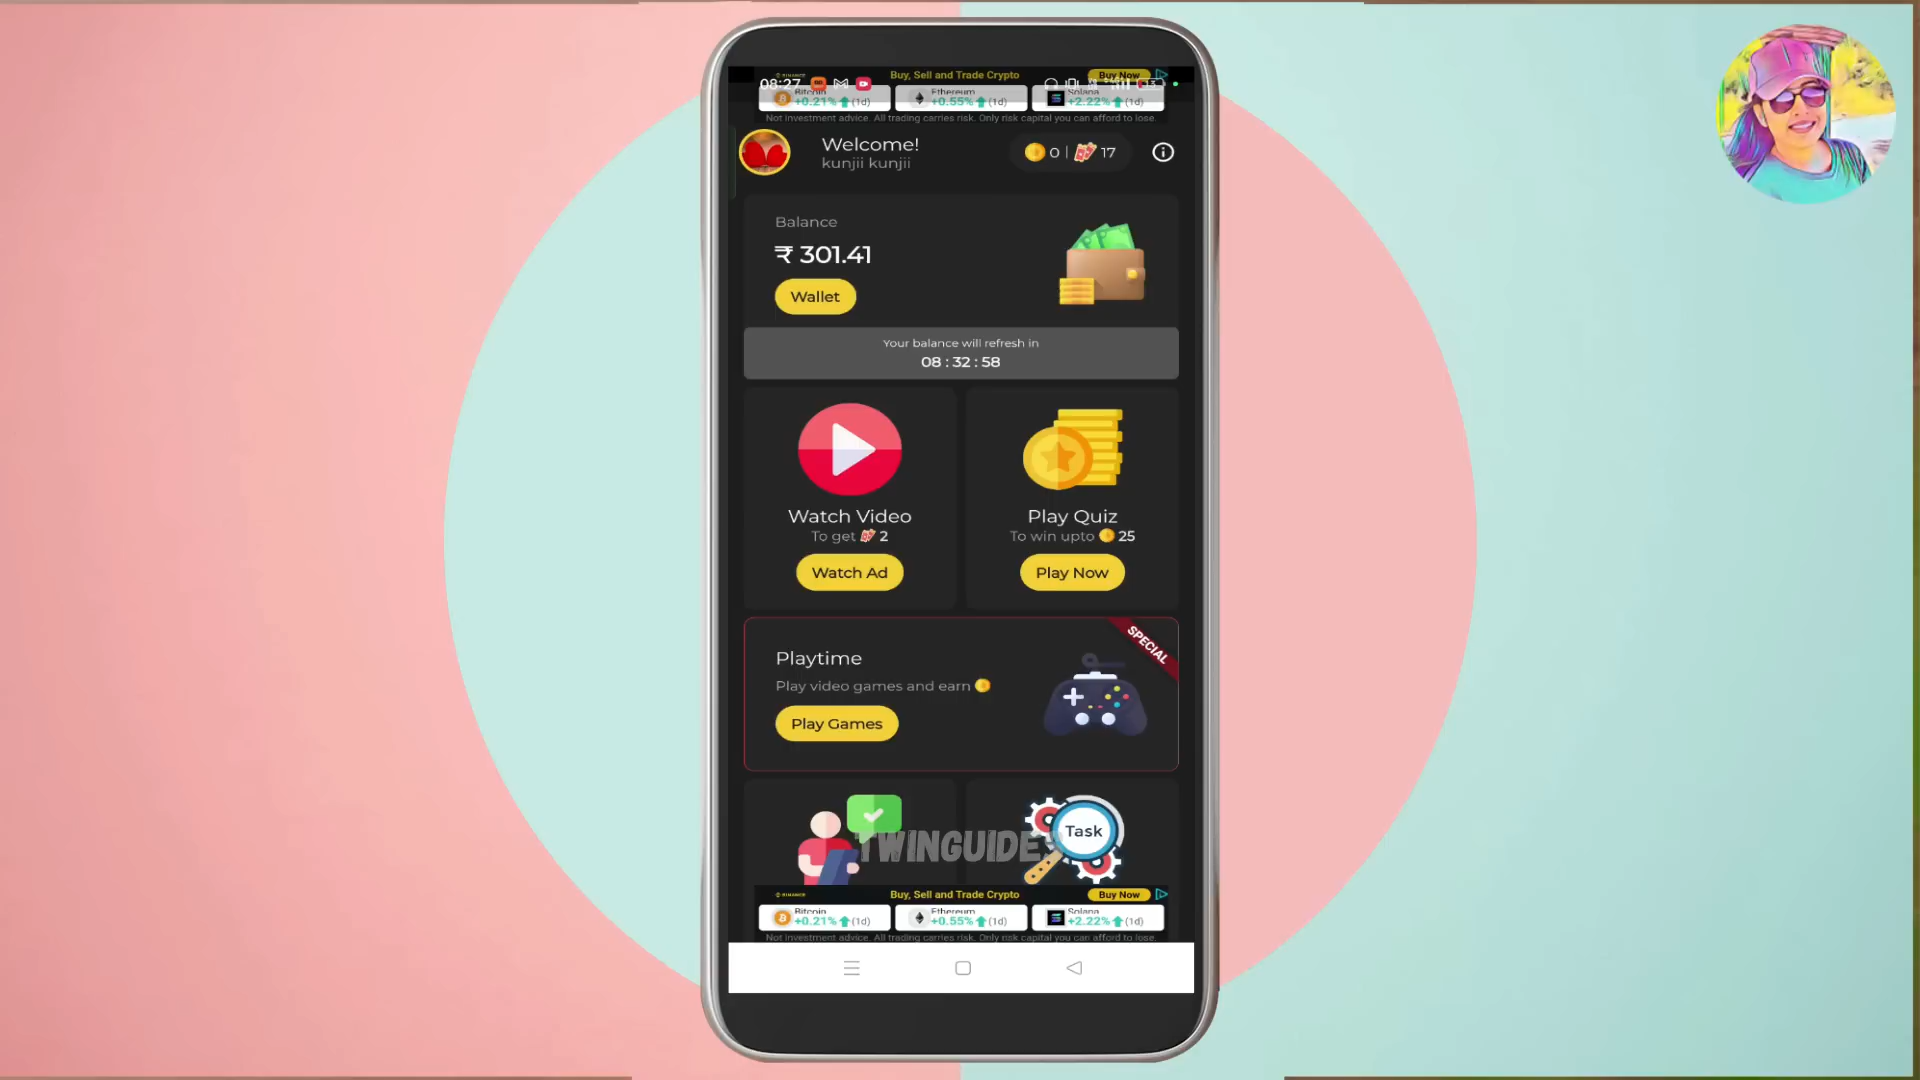 BINANCE
Buy, Sell and Trade Crypto
Buy Now
08:27
Bitcoin
+0.21% (1d)
Ethereum
+0.55% (1d)
Solana
+2.22% (1d)
Not investment advice. All trading carries risk. Only risk capital you can afford to lose.
Welcome!
kunjii kunjii
0 | 17
Balance
₹ 301.41
Wallet
Your balance will refresh in
08 : 32 : 58
Watch Video
To get 2
Watch Ad
Play Quiz
To win upto 25
Play Now
SPECIAL
Playtime
Play video games and earn
Play Games
Task
TWINGUIDES
BINANCE
Buy, Sell and Trade Crypto
Buy Now
Bitcoin
+0.21% (1d)
Ethereum
+0.55% (1d)
Solana
+2.22% (1d)
Not investment advice. All trading carries risk. Only risk capital you can afford to lose.